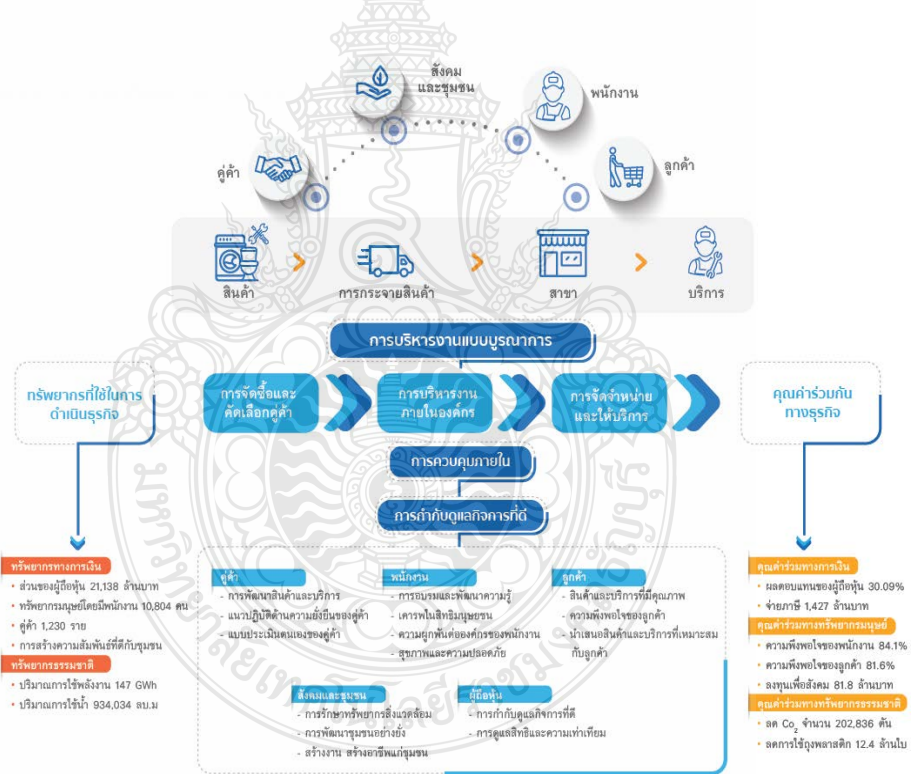 สังคม
และชุมชน
พนักงาน
คู่ค้า
ลูกค้า
สินค้า
การกระจายสินค้า
สาขา
บริการ
การบริหารงานแบบบูรณาการ
ทรัพยากรที่ใช้ในการ
ดำเนินธุรกิจ
การจัดซื้อและ
คัดเลือกคู่ค้า
การบริหารงาน
ภายในองค์กร
การจัดจำหน่าย
และให้บริการ
คุณค่าร่วมกัน
ทางธุรกิจ
การควบคุมภายใน
การกำกับดูแลกิจการที่ดี
ทรัพยากรทางการเงิน
• ส่วนของผู้ถือหุ้น 21,138 ล้านบาท
• ทรัพยากรมนุษย์โดยมีพนักงาน 10,804 คน
• คู่ค้า 1,230 ราย
• การสร้างความสัมพันธ์ที่ดีกับชุมชน
ทรัพยากรธรรมชาติ
• ปริมาณการใช้พลังงาน 147 GWh
• ปริมาณการใช้น้ำ 934,034 ลบ.ม
คู่ค้า
- การพัฒนาสินค้าและบริการ
- แนวปฏิบัติด้านความยั่งยืนของคู่ค้า
- แบบประเมินตนเองของคู่ค้า
พนักงาน
- การอบรมและพัฒนาความรู้
- เคารพในสิทธิมนุษยชน
- ความผูกพันต่อองค์กรของพนักงาน
- สุขภาพและความปลอดภัย
ลูกค้า
- สินค้าและบริการที่มีคุณภาพ
- ความพึงพอใจของลูกค้า
- นำเสนอสินค้าและบริการที่เหมาะสม
กับลูกค้า
สังคมและชุมชน
- การรักษาทรัพยากรสิ่งแวดล้อม
- การพัฒนาชุมชนอย่างยั่ง
- สร้างงาน สร้างอาชีพแก่ชุมชน
ผู้ถือหุ้น
- การกำกับดูแลกิจการที่ดี
- การดูแลสิทธิและความเท่าเทียม
คุณค่าร่วมทางการเงิน
• ผลตอบแทนของผู้ถือหุ้น 30.09%
• จ่ายภาษี 1,427 ล้านบาท
คุณค่าร่วมทางทรัพยากรมนุษย์
• ความพึงพอใจของพนักงาน 84.1%
• ความพึงพอใจของลูกค้า 81.6%
• ลงทุนเพื่อสังคม 81.8 ล้านบาท
คุณค่าร่วมทางทรัพยากรธรรมชาติ
• ลด Co2 จำนวน 202,836 ตัน
• ลดการใช้ถุงพลาสติก 12.4 ล้านใบ